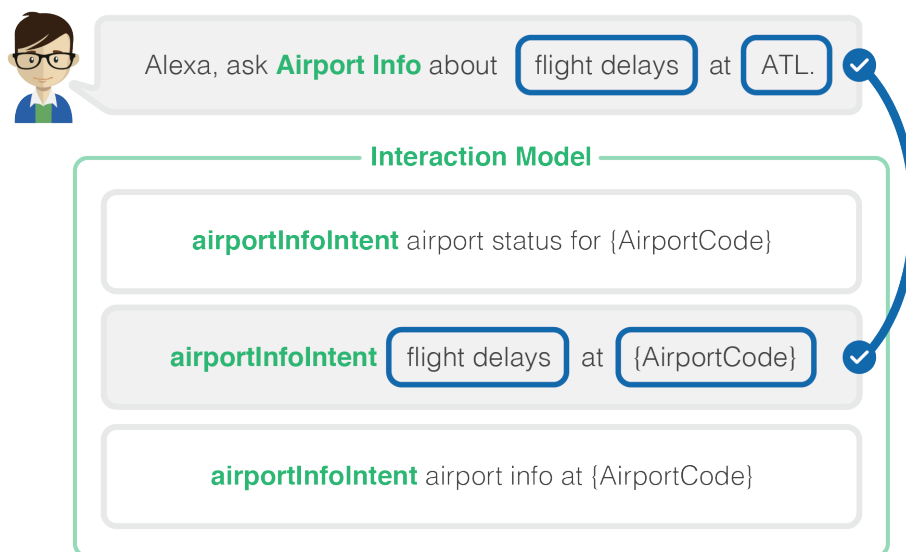 Alexa, ask Airport Info about flight delays at ATL.
Interaction Model
airportInfoIntent airport status for {AirportCode}
airportInfoIntent flight delays at {AirportCode}
airportInfoIntent airport info at {AirportCode}